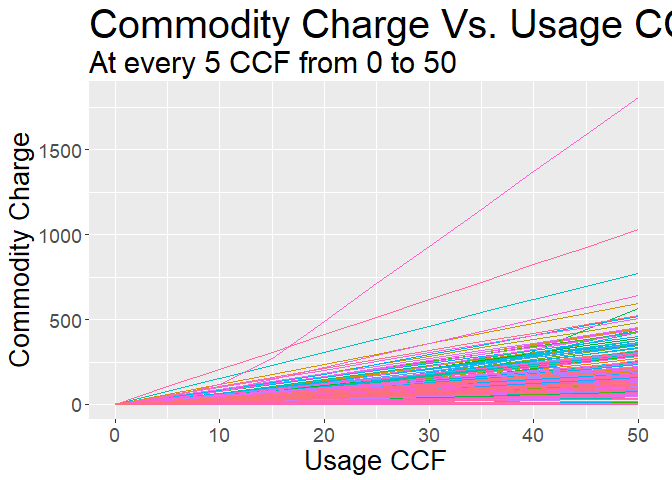 Commodity Charge Vs. Usage CC
At every 5 CCF from 0 to 50
Commodity Charge
1500
1000
500
0
0 10 20 30 40 50
Usage CCF